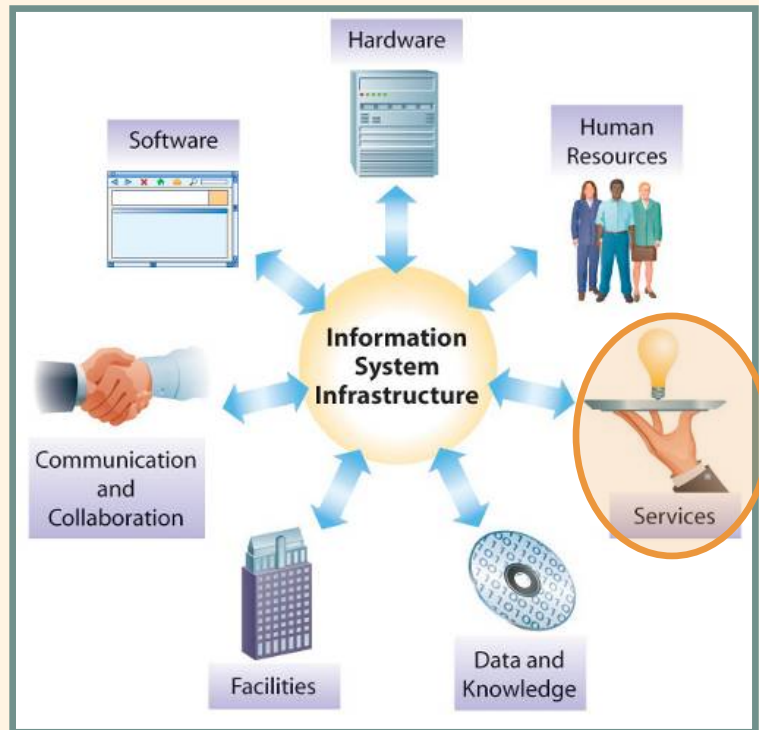 Hardware
Software
Human
Resources
Information
System
Infrastructure
Communication
and
Collaboration
Services
Facilities
Data and
Knowledge